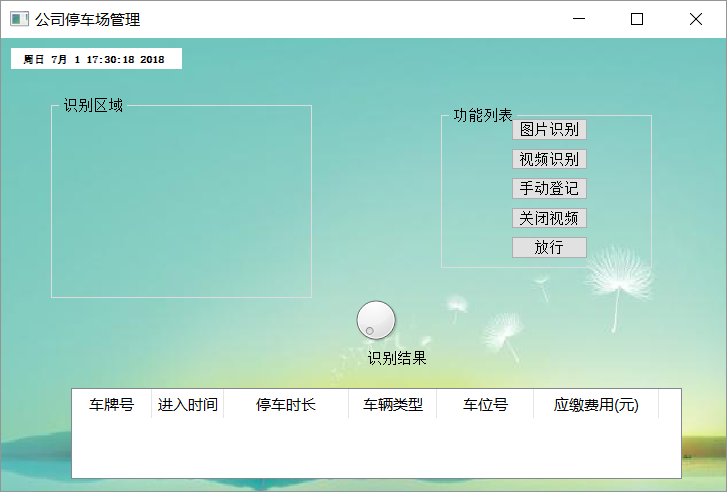 公司停车场管理
周日 7月 1 17:30:18 2018
识别区域
功能列表
图片识别
视频识别
手动登记
关闭视频
放行
识别结果
车牌号 进入时间 停车时长 车辆类型 车位号 应缴费用(元)